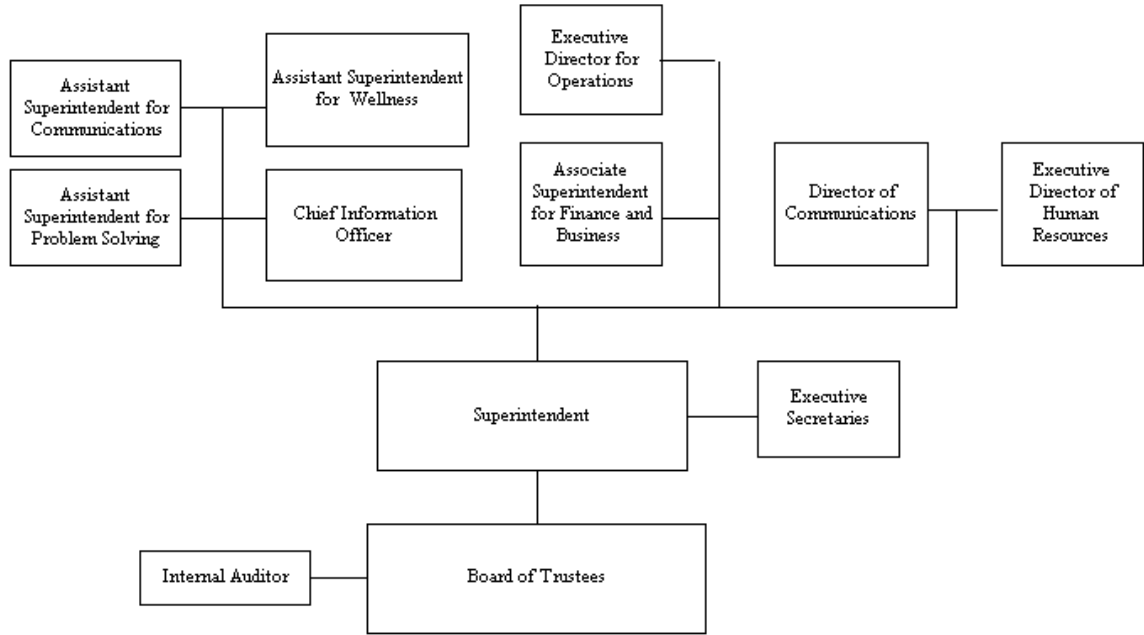 Assistant
Superintendent for
Communications
Assistant Superintendent
for Wellness
Executive
Director for
Operations
Assistant
Superintendent for
Problem Solving
Chief Information
Officer
Associate
Superintendent
for Finance and
Business
Director of
Communications
Executive
Director of
Human
Resources
Superintendent
Executive
Secretaries
Internal Auditor
Board of Trustees